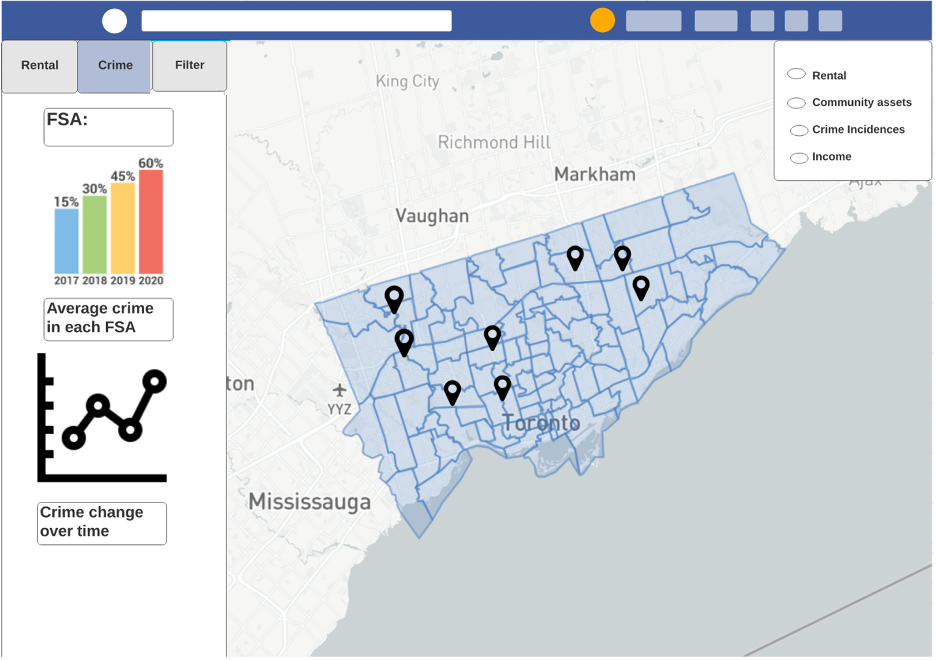 Rental
Crime
Filter
FSA:
15%
30%
45%
60%
2017
2018
2019
2020
Average crime
in each FSA
Crime change
over time
King City
Richmond Hill
Markham
Vaughan
Ajax
ton
YYZ
Toronto
Mississauga
Rental
Community assets
Crime Incidences
Income